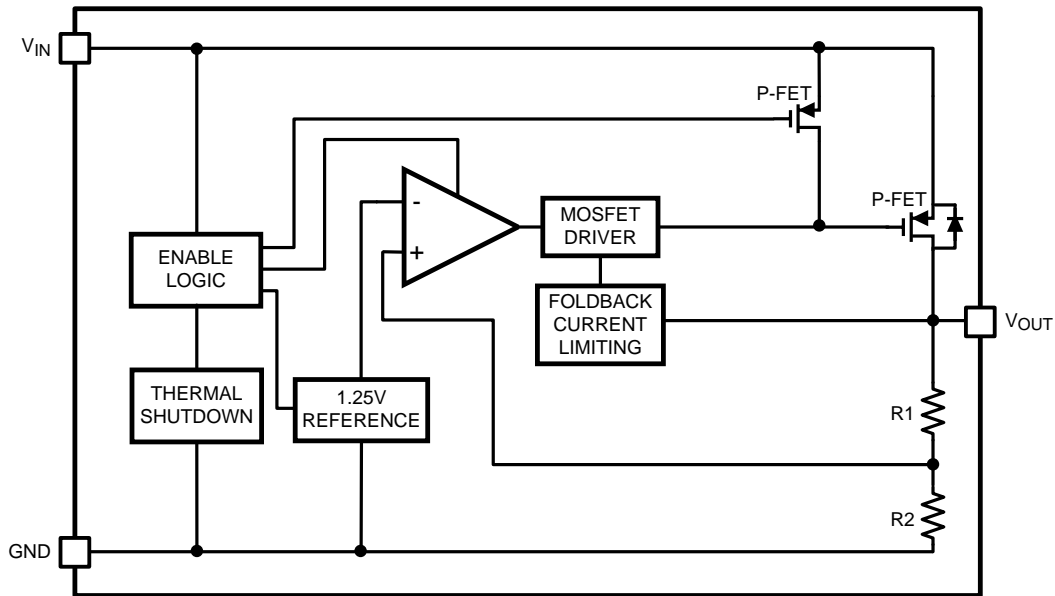 VIN
P-FET
P-FET
-
+
MOSFET
DRIVER
ENABLE
LOGIC
FOLDBACK
CURRENT
LIMITING
VOUT
THERMAL
SHUTDOWN
1.25V
REFERENCE
R1
R2
GND